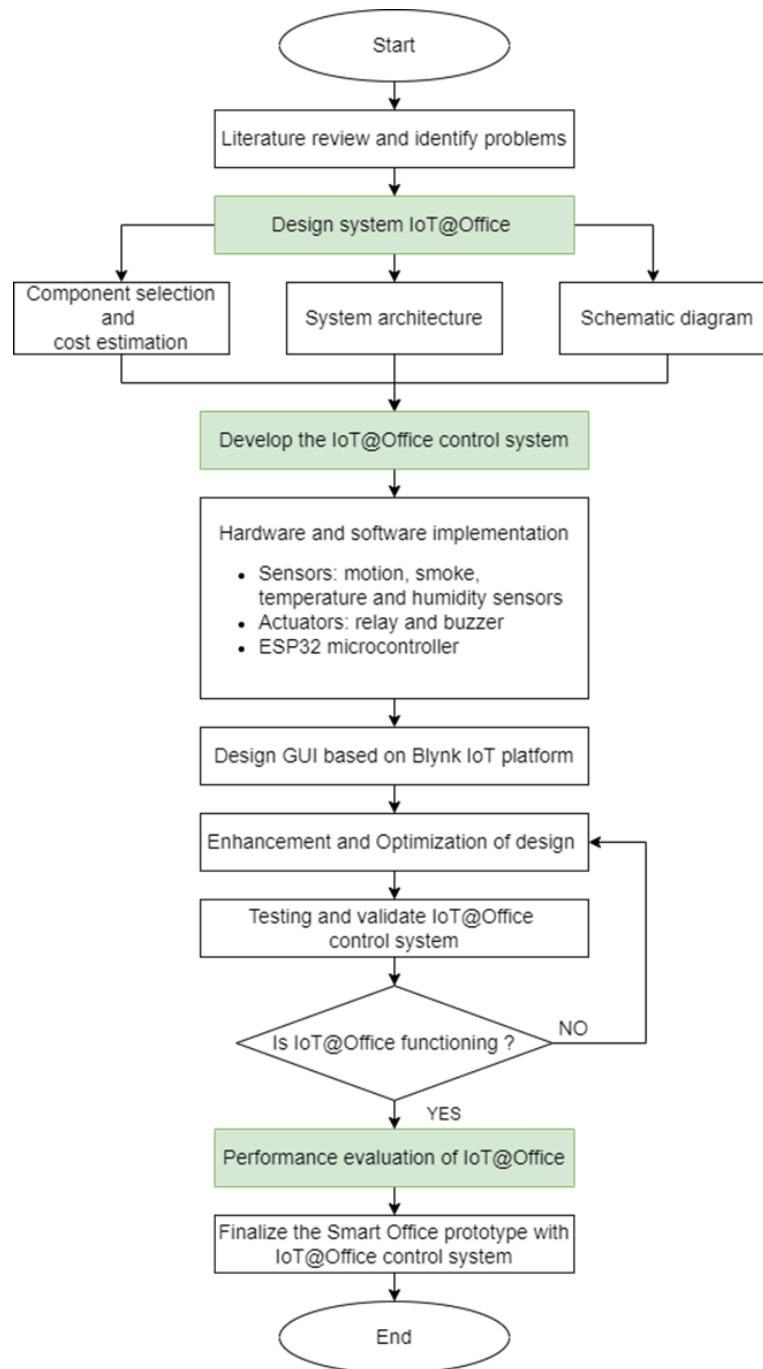 Start
Literature review and identify problems
Design system IoT@Office
Component selection
and
cost estimation
System architecture
Schematic diagram
Develop the IoT@Office control system
Hardware and software implementation
• Sensors: motion, smoke,
temperature and humidity sensors
• Actuators: relay and buzzer
• ESP32 microcontroller
Design GUI based on Blynk IoT platform
Enhancement and Optimization of design
Testing and validate IoT@Office
control system
Is IoT@Office functioning ?
NO
YES
Performance evaluation of IoT@Office
Finalize the Smart Office prototype with
IoT@Office control system
End